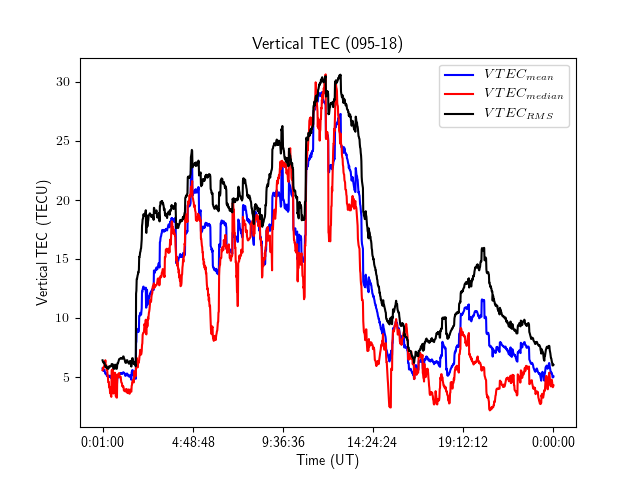 Vertical TEC (095-18)
VTEC_mean
VTEC_median
VTEC_RMS
30
25
20
15
10
5
Vertical TEC (TECU)
0:01:00 4:48:48 9:36:36 14:24:24 19:12:12 0:00:00
Time (UT)